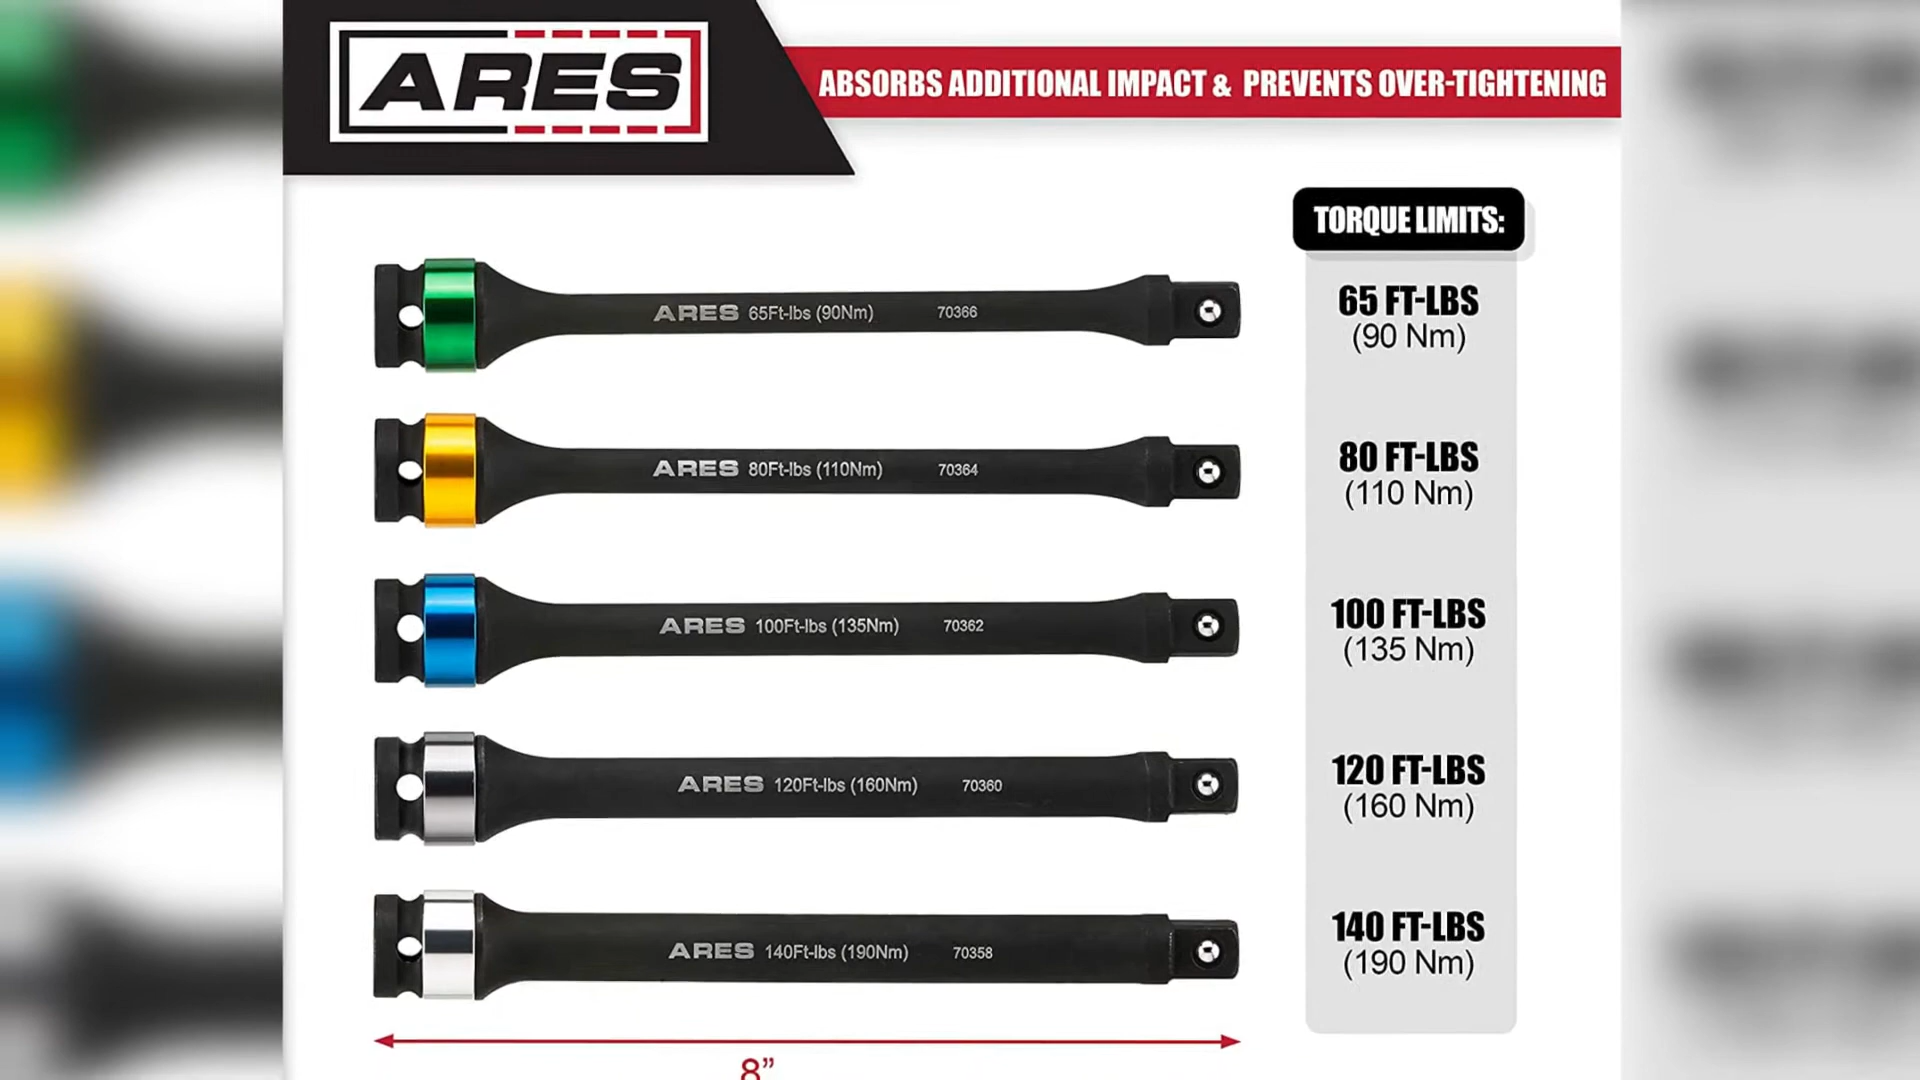 ARES
ABSORBS ADDITIONAL IMPACT & PREVENTS OVER-TIGHTENING
TORQUE LIMITS:
ARES 65Ft-lbs (90Nm) 70366
65 FT-LBS
(90 Nm)
ARES 80Ft-lbs (110Nm) 70364
80 FT-LBS
(110 Nm)
ARES 100Ft-lbs (135Nm) 70362
100 FT-LBS
(135 Nm)
ARES 120Ft-lbs (160Nm) 70360
120 FT-LBS
(160 Nm)
ARES 140Ft-lbs (190Nm) 70358
140 FT-LBS
(190 Nm)
8”